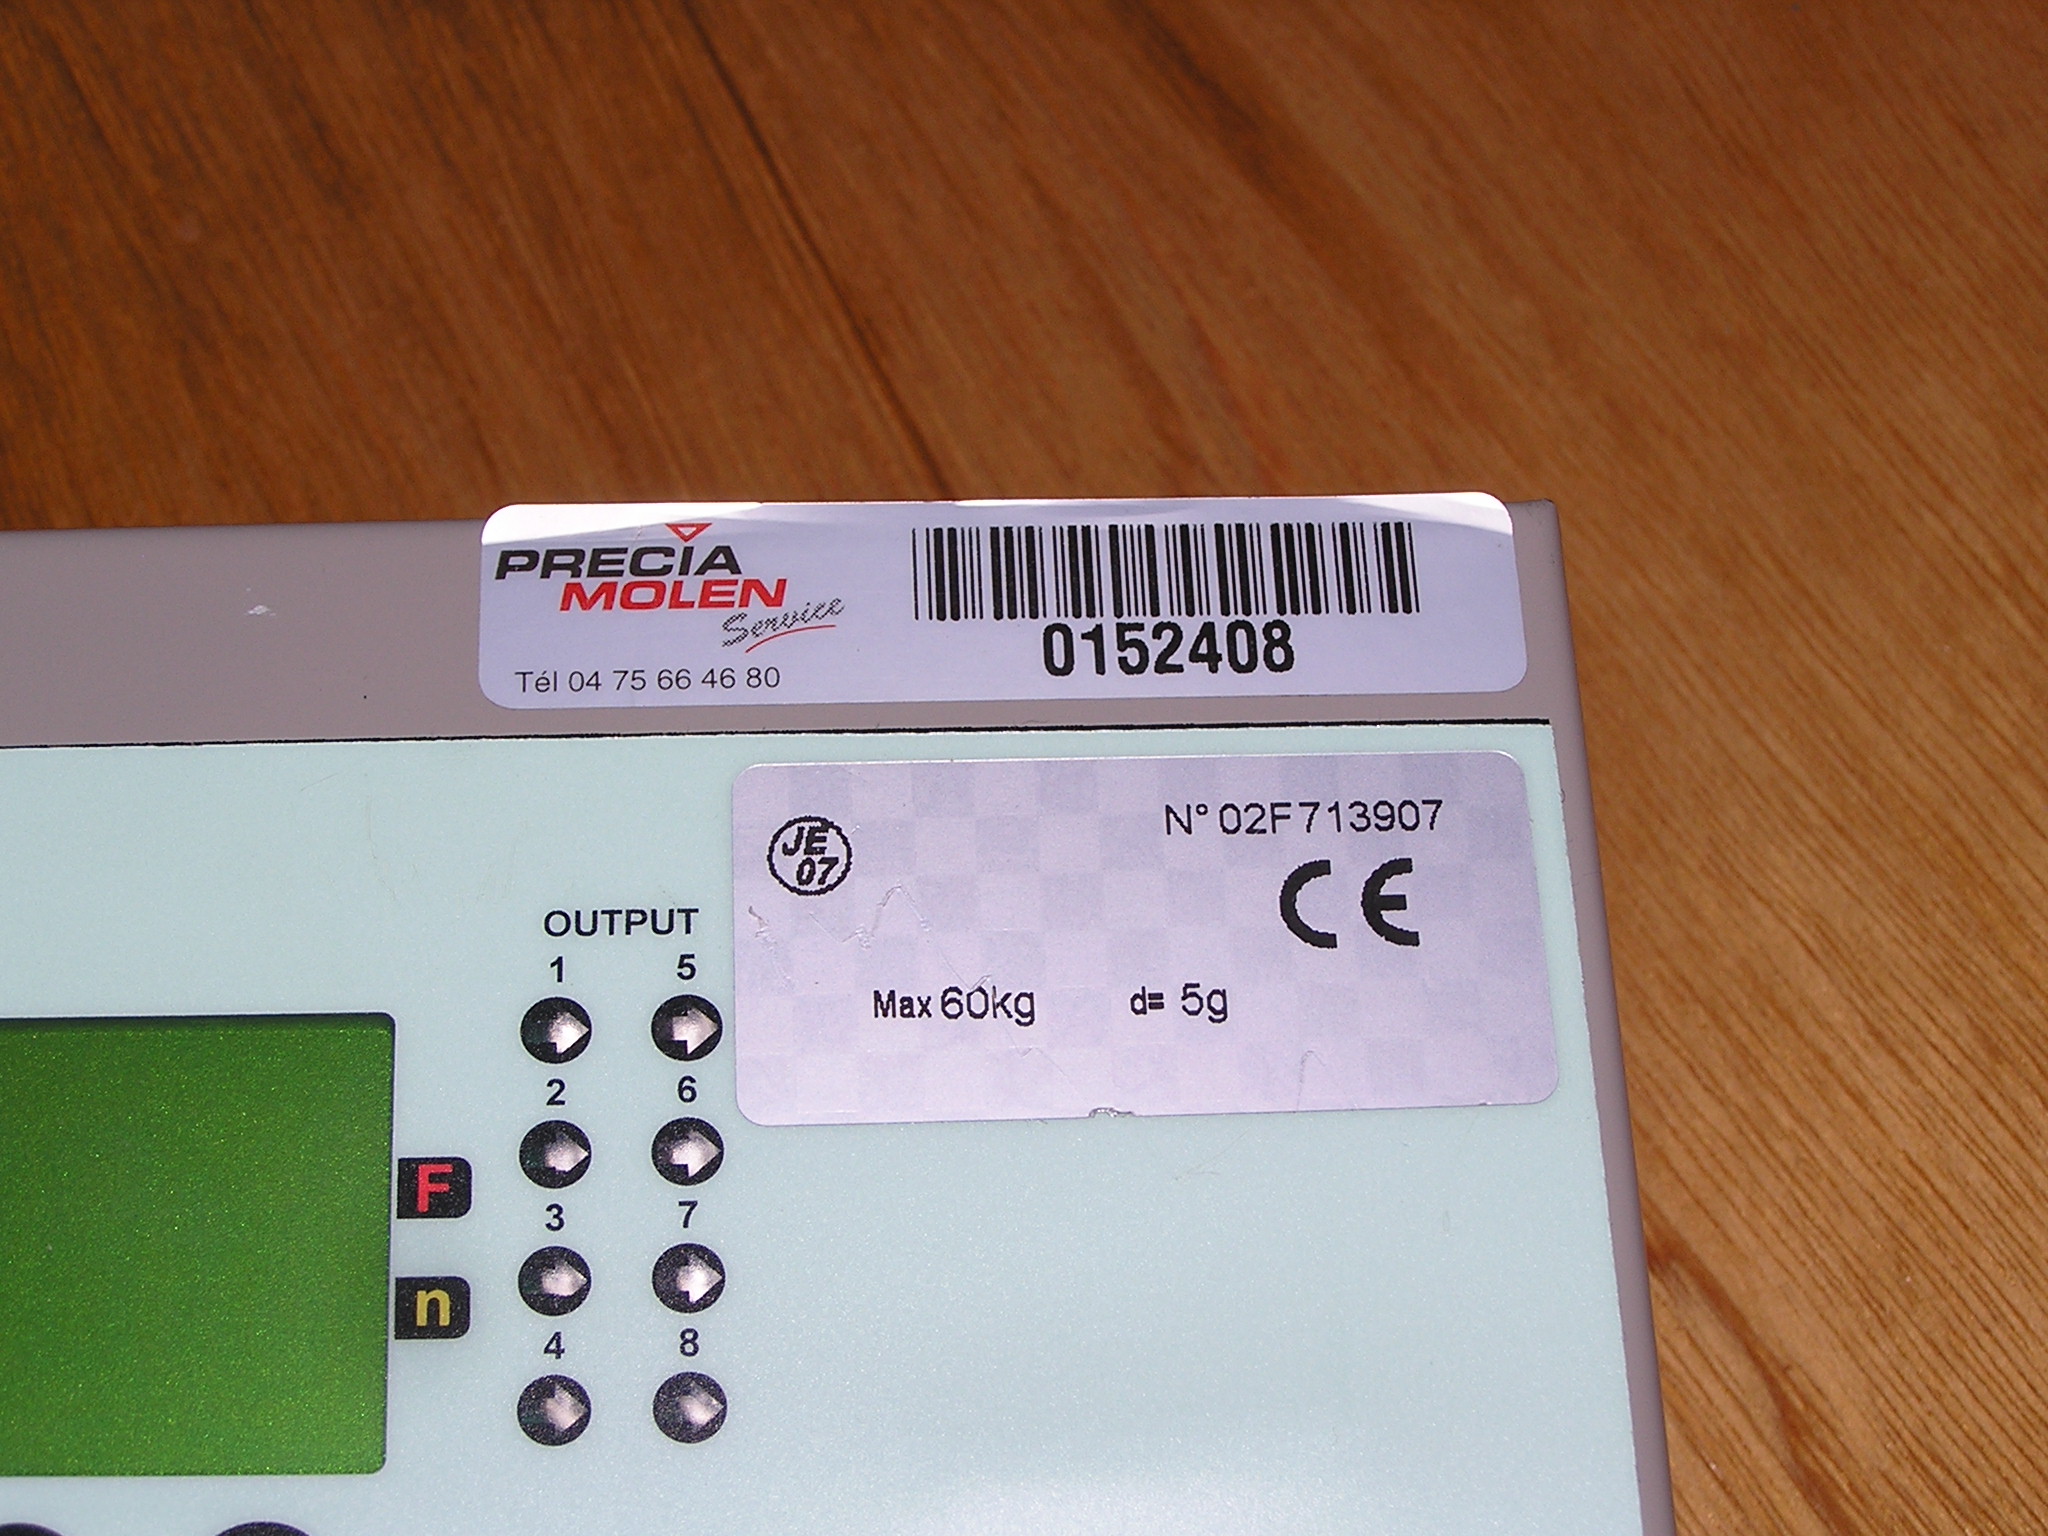 PRECIA
MOLEN
Service
Tél 04 75 66 46 80
0152408
JE
07
N° 02F713907
CE
Max 60kg d= 5g
OUTPUT
1 5
2 6
F
3 7
n
4 8